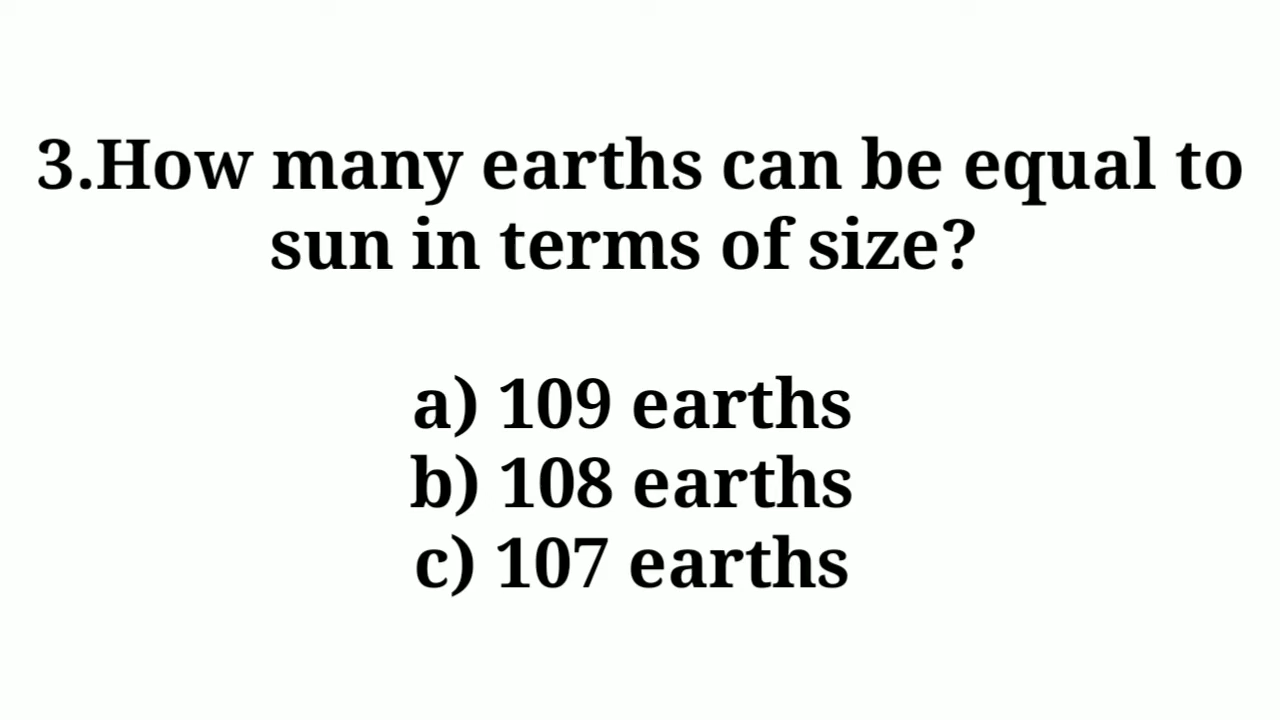 3.How many earths can be equal to
sun in terms of size?
a) 109 earths
b) 108 earths
c) 107 earths